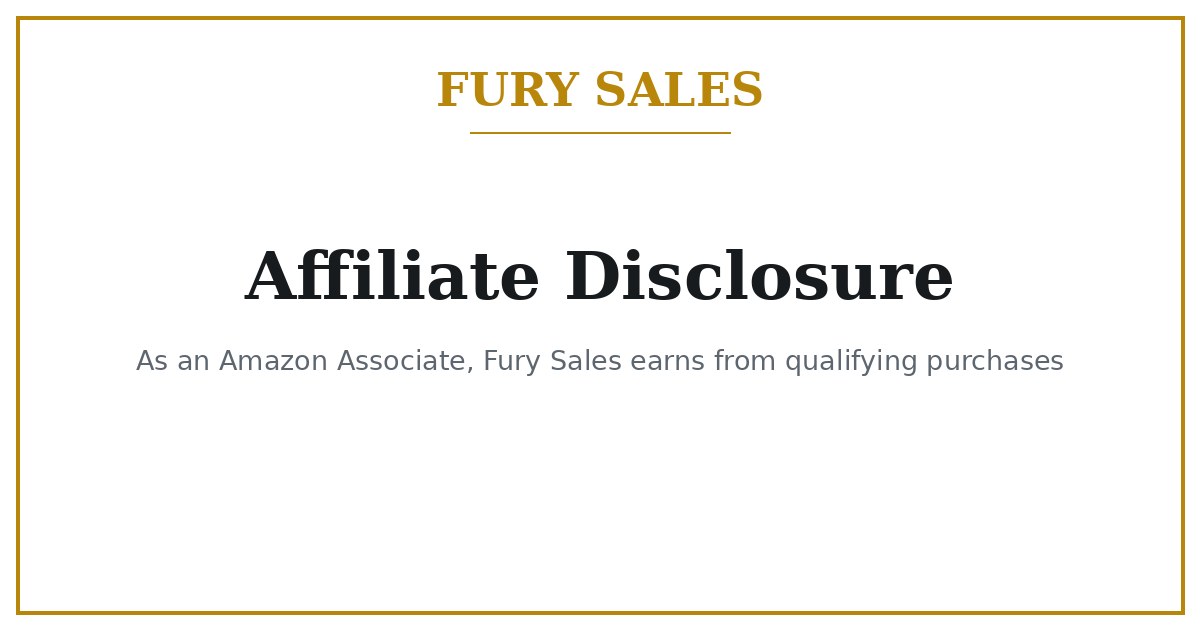 FURY SALES
Affiliate Disclosure
As an Amazon Associate, Fury Sales earns from qualifying purchases